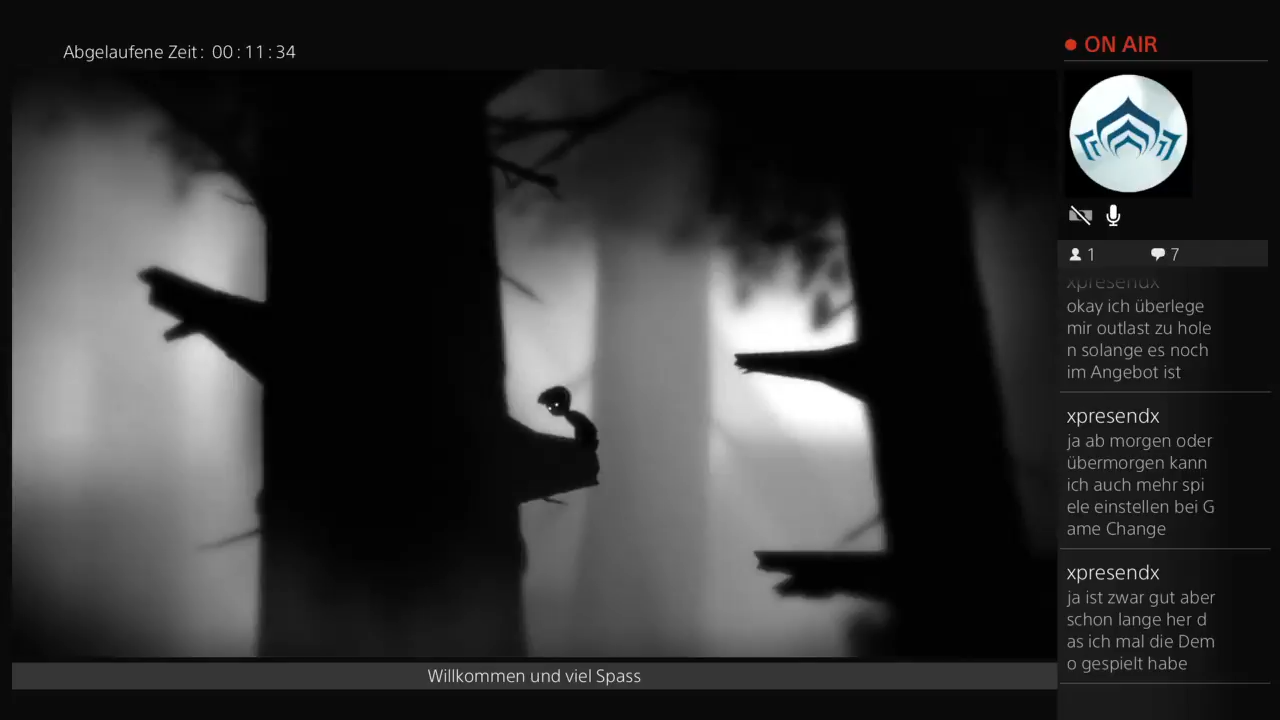 Abgelaufene Zeit: 00:11:34
ON AIR
1
7
xpresendx
okay ich überlege
mir outlast zu hole
n solange es noch
im Angebot ist
xpresendx
ja ab morgen oder
übermorgen kann
ich auch mehr spi
ele einstellen bei G
ame Change
xpresendx
ja ist zwar gut aber
schon lange her d
as ich mal die Dem
o gespielt habe
Willkommen und viel Spass